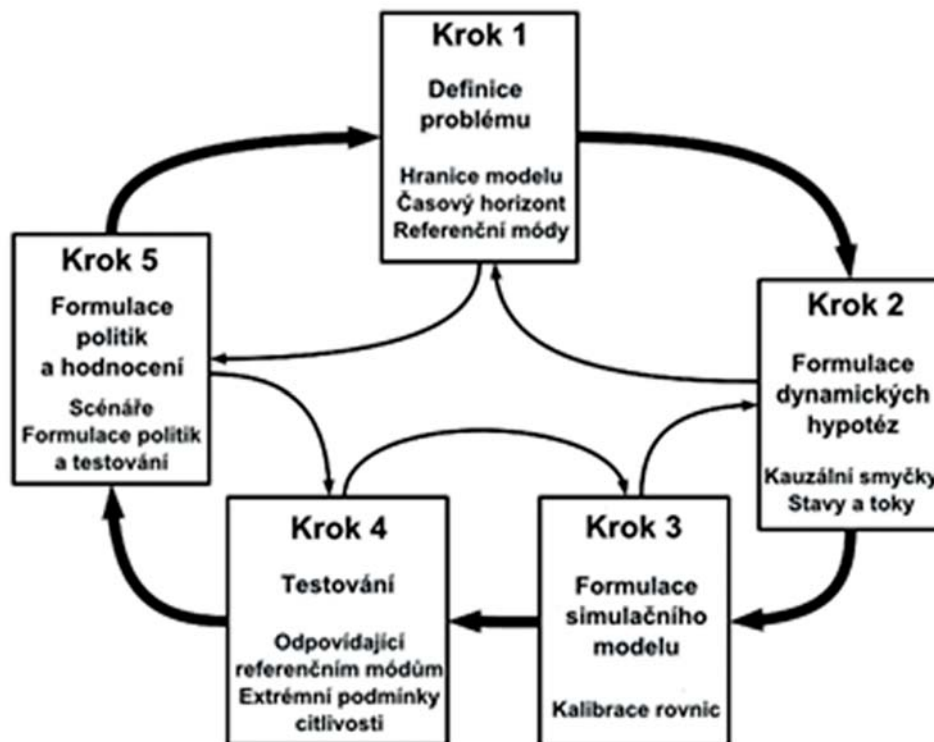 Krok 1
Definice
problému
Hranice modelu
Časový horizont
Referenční módy
Krok 2
Formulace
dynamických
hypotéz
Kauzální smyčky
Stavy a toky
Krok 3
Formulace
simulačního
modelu
Kalibrace rovnic
Krok 4
Testování
Odpovídající
referenčním módům
Extrémní podmínky
citlivosti
Krok 5
Formulace
politik
a hodnocení
Scénáře
Formulace politik
a testování